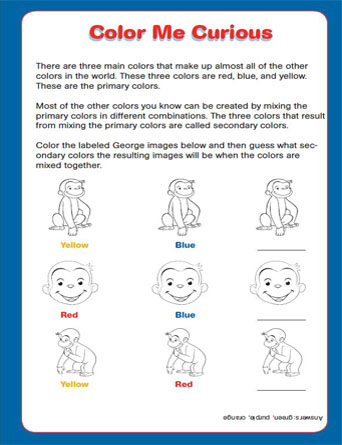 Color Me Curious
There are three main colors that make up almost all of the other
colors in the world. These three colors are red, blue, and yellow.
These are the primary colors.
Most of the other colors you know can be created by mixing the
primary colors in different combinations. The three colors that result
from mixing the primary colors are called secondary colors.
Color the labeled George images below and then guess what sec-
ondary colors the resulting images will be when the colors are
mixed together.
Yellow Blue
Red Blue
Yellow Red
Answers: green, purple, orange